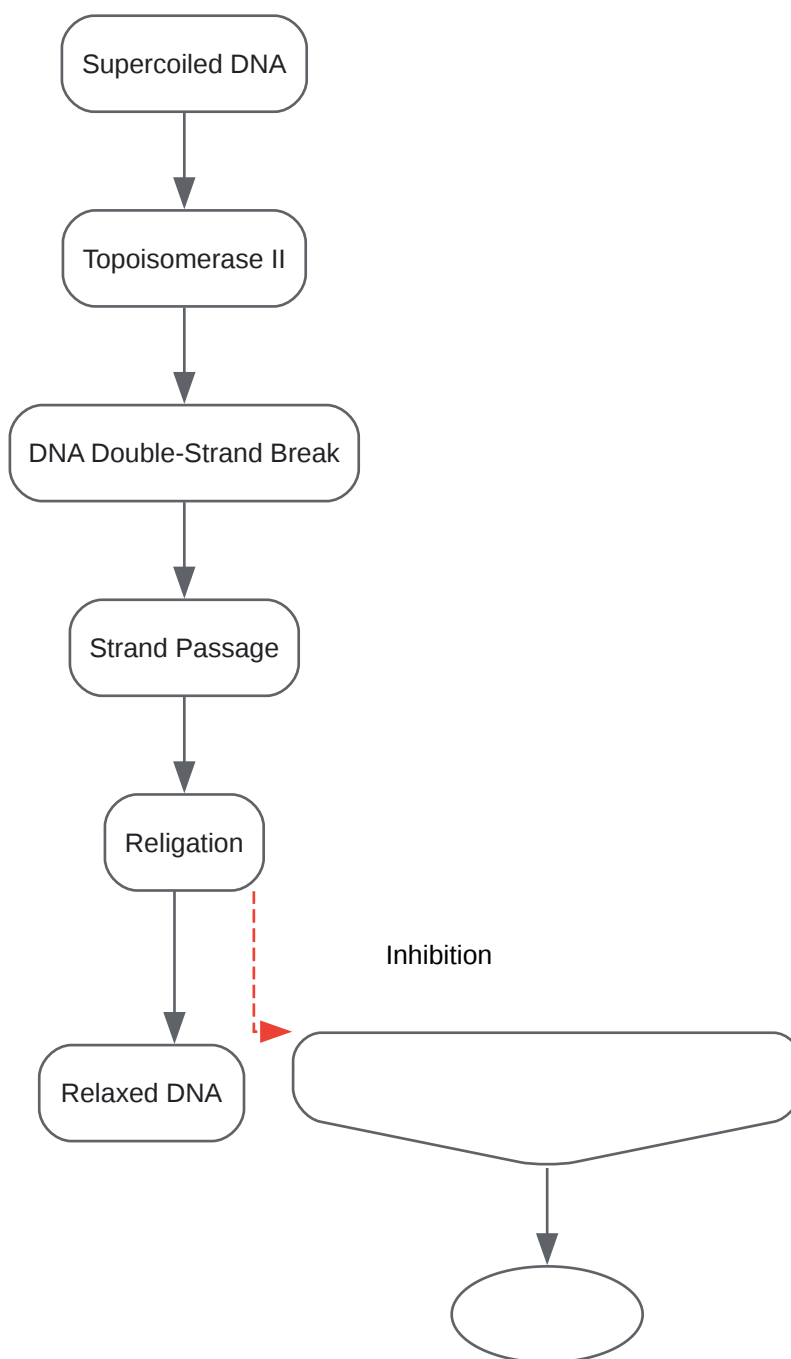 Supercoiled DNA
Topoisomerase II
DNA Double-Strand Break
Strand Passage
Religation
Inhibition
Relaxed DNA